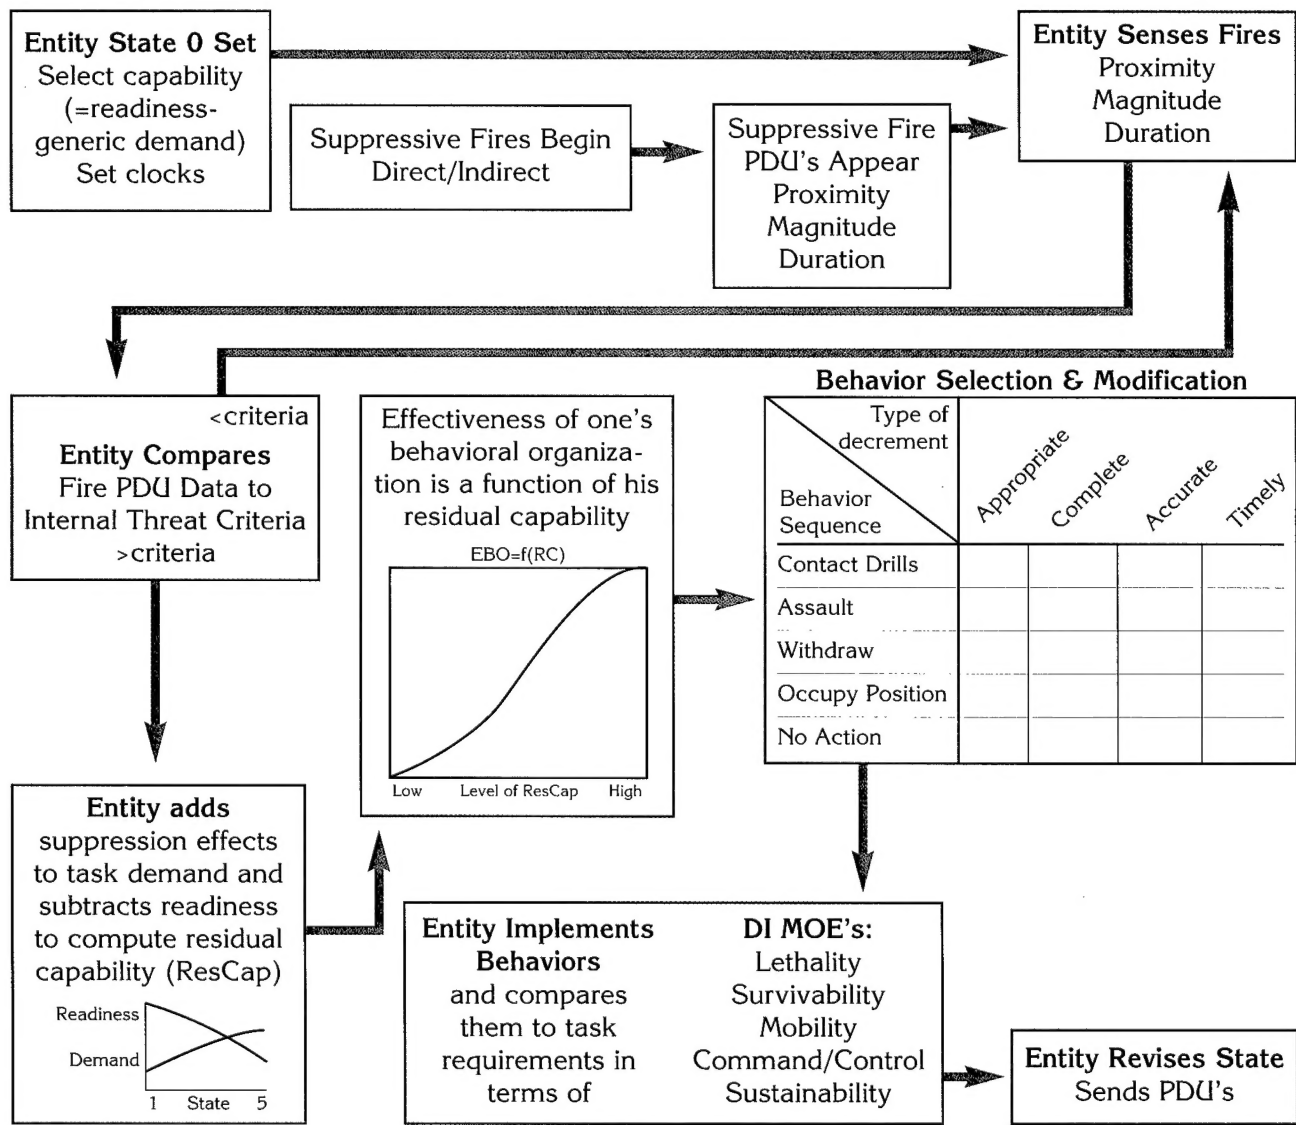 Entity State 0 Set
Select capability
(=readiness-
generic demand)
Set clocks
Suppressive Fires Begin
Direct/Indirect
Suppressive Fire
PDU's Appear
Proximity
Magnitude
Duration
Entity Senses Fires
Proximity
Magnitude
Duration
<criteria
Entity Compares
Fire PDU Data to
Internal Threat Criteria
>criteria
Entity adds
suppression effects
to task demand and
subtracts readiness
to compute residual
capability (ResCap)
Readiness
Demand
1 State 5
Effectiveness of one's
behavioral organiza-
tion is a function of his
residual capability
EBO=f(RC)
Low Level of ResCap High
Behavior Selection & Modification
Type of
decrement
Behavior
Sequence
Appropriate
Complete
Accurate
Timely
Contact Drills
Assault
Withdraw
Occupy Position
No Action
Entity Implements
Behaviors
and compares
them to task
requirements in
terms of
DI MOE's:
Lethality
Survivability
Mobility
Command/Control
Sustainability
Entity Revises State
Sends PDU's